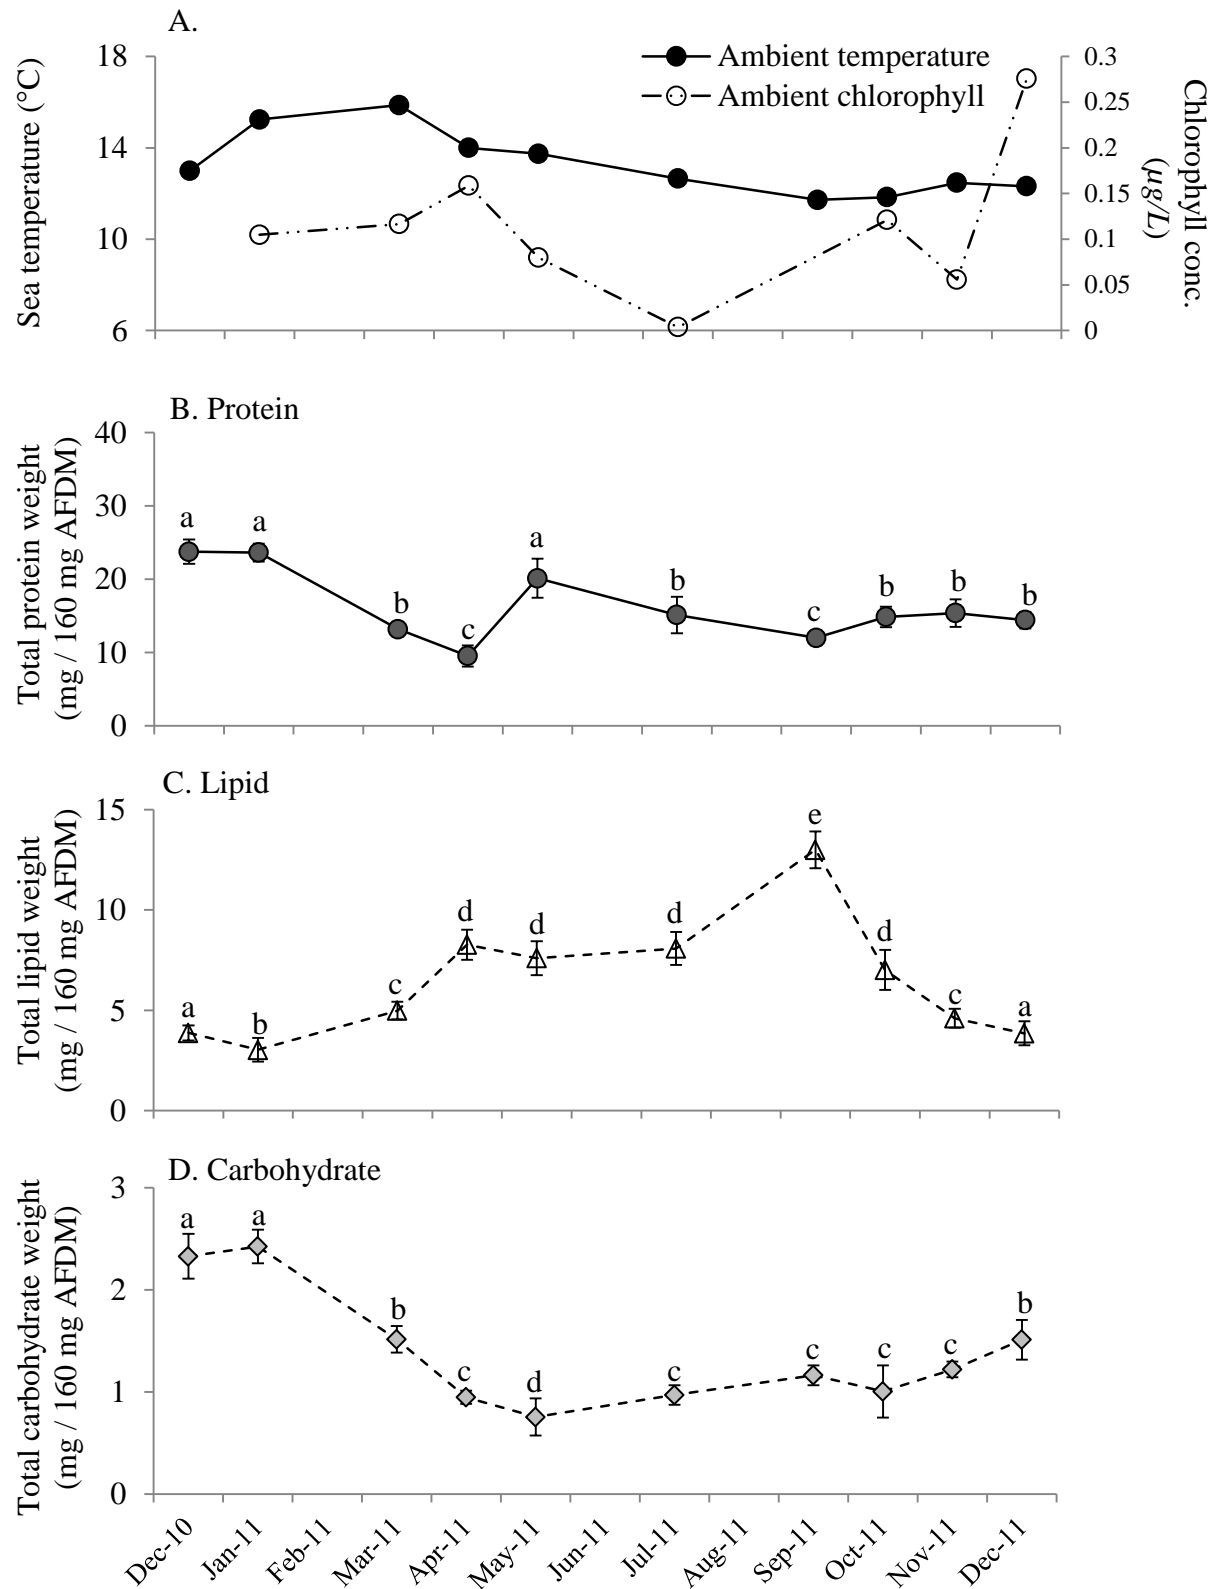 A.
Ambient temperature
Ambient chlorophyll
Sea temperature (°C)
18
14
10
6
0.3
0.25
0.2
0.15
0.1
0.05
0
Chlorophyll conc.
(µg/L)
B. Protein
Total protein weight
(mg / 160 mg AFDM)
40
30
20
10
0
a
a
b
c
a
b
c
b
b
b
C. Lipid
Total lipid weight
(mg / 160 mg AFDM)
15
10
5
0
a
b
c
d
d
d
e
d
c
a
D. Carbohydrate
Total carbohydrate weight
(mg / 160 mg AFDM)
3
2
1
0
a
a
b
c
d
c
c
c
c
b
Dec-10
Jan-11
Feb-11
Mar-11
Apr-11
May-11
Jun-11
Jul-11
Aug-11
Sep-11
Oct-11
Nov-11
Dec-11